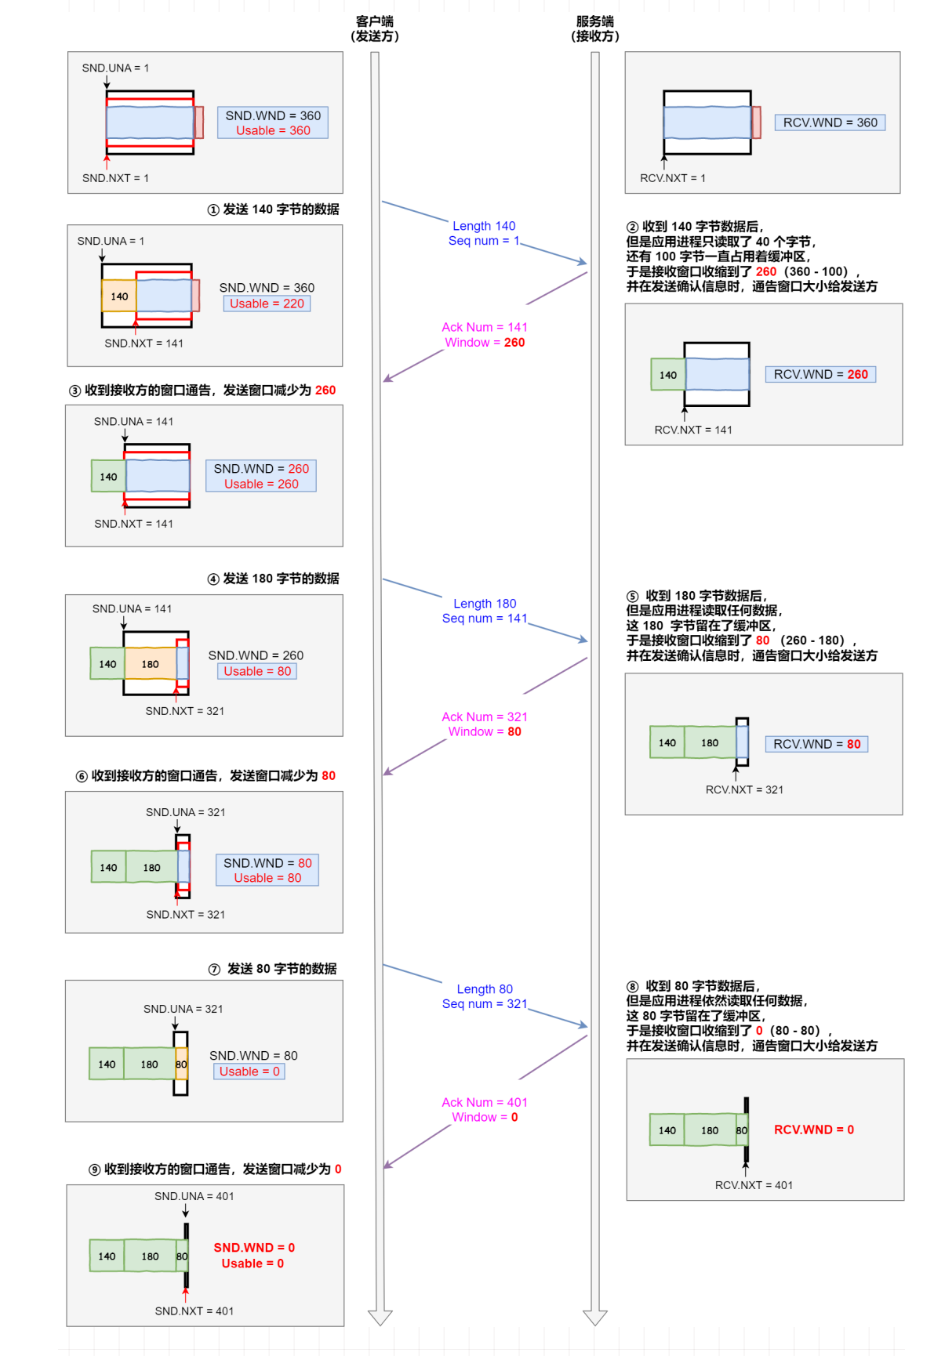 客户端
（发送方）
服务端
（接收方）
SND.UNA = 1
SND.WND = 360
Usable = 360
SND.NXT = 1
RCV.WND = 360
RCV.NXT = 1
① 发送 140 字节的数据
Length 140
Seq num = 1
SND.UNA = 1
140
SND.WND = 360
Usable = 220
SND.NXT = 141
② 收到 140 字节数据后，
但是应用进程只读取了 40 个字节，
还有 100 字节一直占用着缓冲区，
于是接收窗口收缩到了 260（360 - 100），
并在发送确认信息时，通告窗口大小给发送方
Ack Num = 141
Window = 260
140
RCV.WND = 260
RCV.NXT = 141
③ 收到接收方的窗口通告，发送窗口减少为 260
SND.UNA = 141
140
SND.WND = 260
Usable = 260
SND.NXT = 141
④ 发送 180 字节的数据
Length 180
Seq num = 141
SND.UNA = 141
140
180
SND.WND = 260
Usable = 80
SND.NXT = 321
⑤ 收到 180 字节数据后，
但是应用进程读取任何数据，
这 180 字节留在了缓冲区，
于是接收窗口收缩到了 80 （260 - 180），
并在发送确认信息时，通告窗口大小给发送方
Ack Num = 321
Window = 80
140
180
RCV.WND = 80
RCV.NXT = 321
⑥ 收到接收方的窗口通告，发送窗口减少为 80
SND.UNA = 321
140
180
SND.WND = 80
Usable = 80
SND.NXT = 321
⑦ 发送 80 字节的数据
Length 80
Seq num = 321
SND.UNA = 321
140
180
80
SND.WND = 80
Usable = 0
⑧ 收到 80 字节数据后，
但是应用进程依然读取任何数据，
这 80 字节留在了缓冲区，
于是接收窗口收缩到了 0（80 - 80），
并在发送确认信息时，通告窗口大小给发送方
Ack Num = 401
Window = 0
140
180
80
RCV.WND = 0
RCV.NXT = 401
⑨ 收到接收方的窗口通告，发送窗口减少为 0
SND.UNA = 401
140
180
80
SND.WND = 0
Usable = 0
SND.NXT = 401